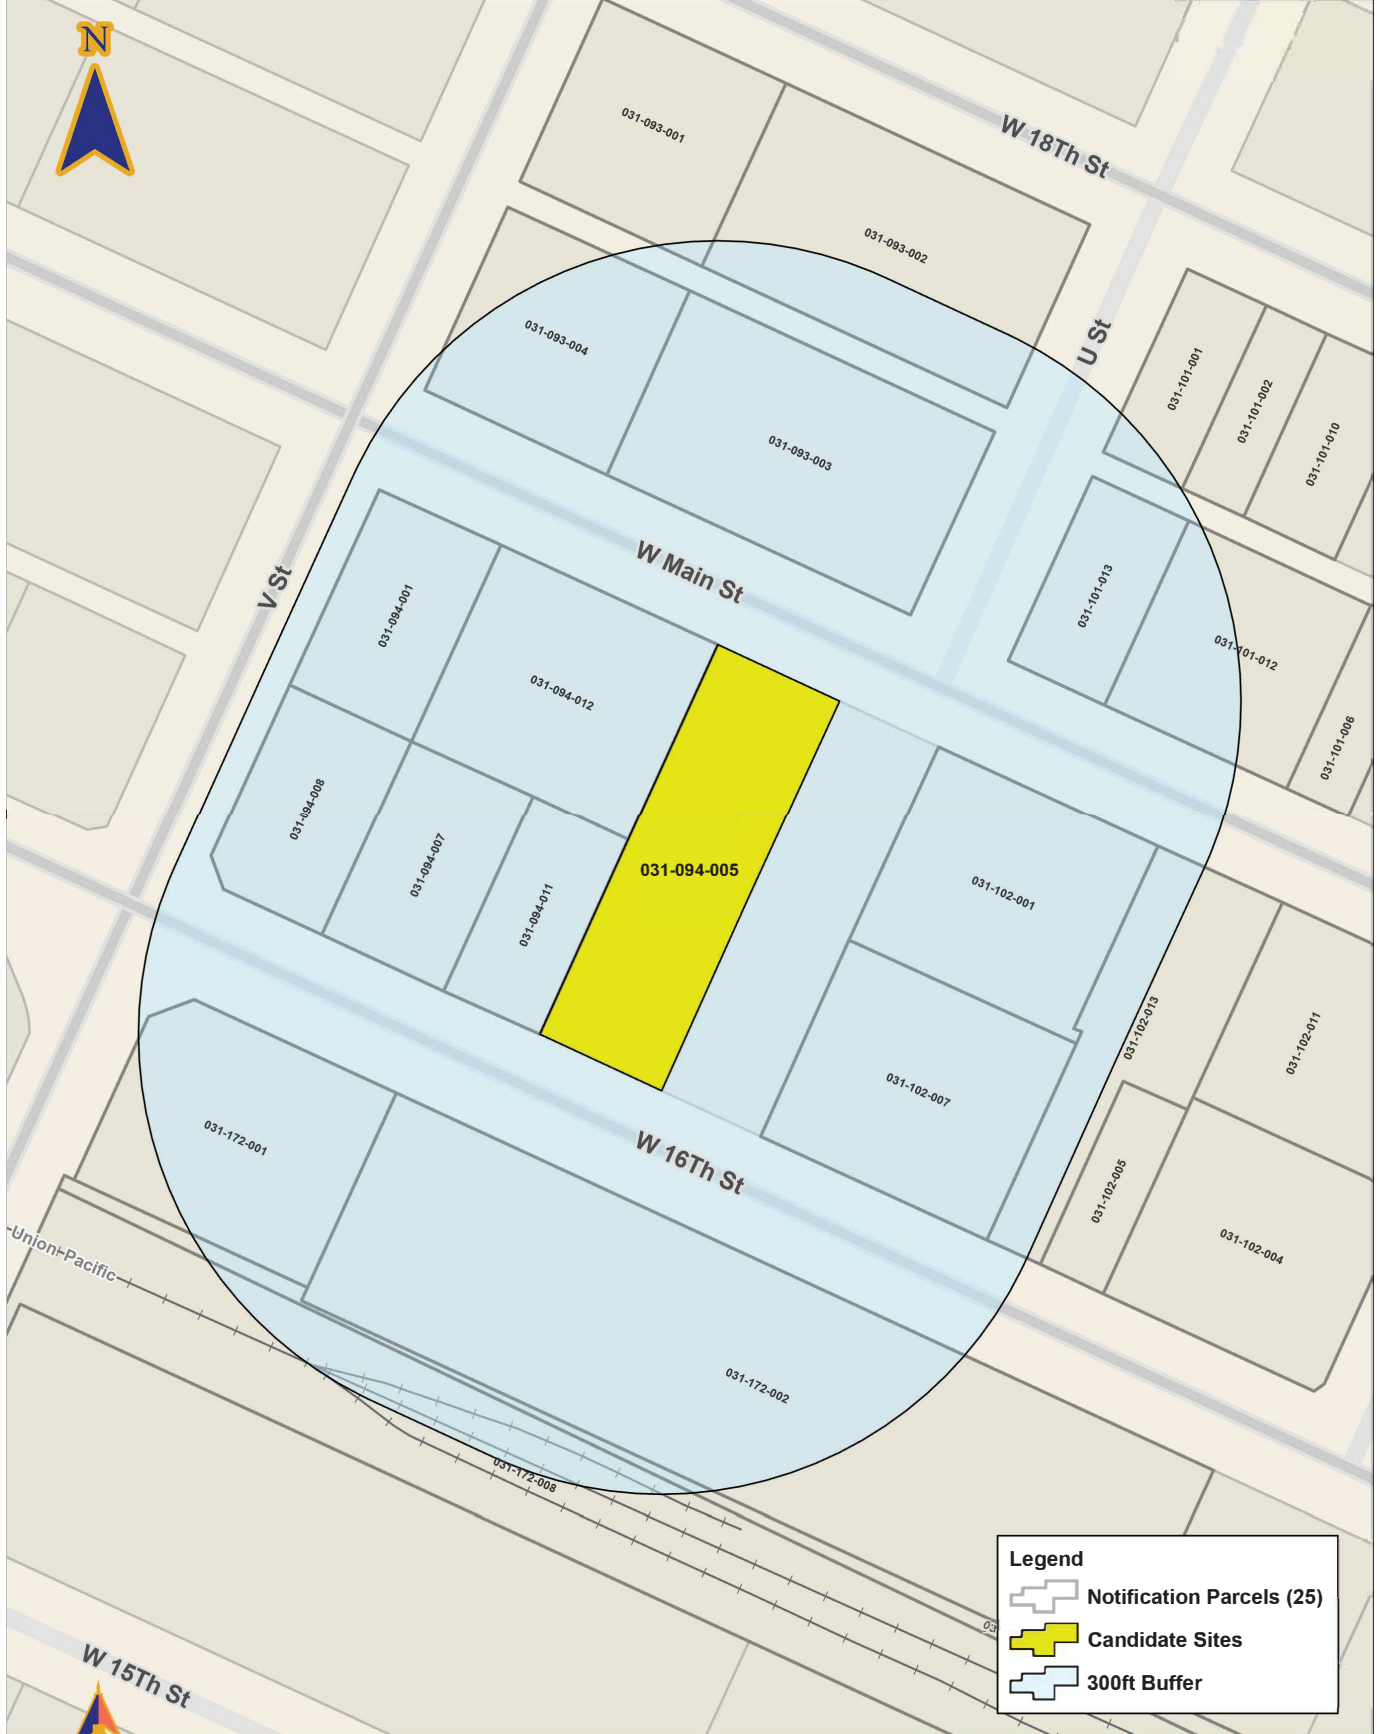 N
031-093-001
W 18Th St
031-093-002
U St
031-093-004
031-101-001
031-101-002
031-101-010
031-093-003
W Main St
V St
031-094-001
031-101-013
031-101-012
031-094-012
031-101-006
031-094-008
031-094-007
031-094-005
031-094-011
031-102-001
031-102-013
031-102-011
031-102-007
031-172-001
W 16Th St
031-102-005
031-102-004
Union Pacific
031-172-002
031-172-008
Legend
Notification Parcels (25)
Candidate Sites
300ft Buffer
W 15Th St